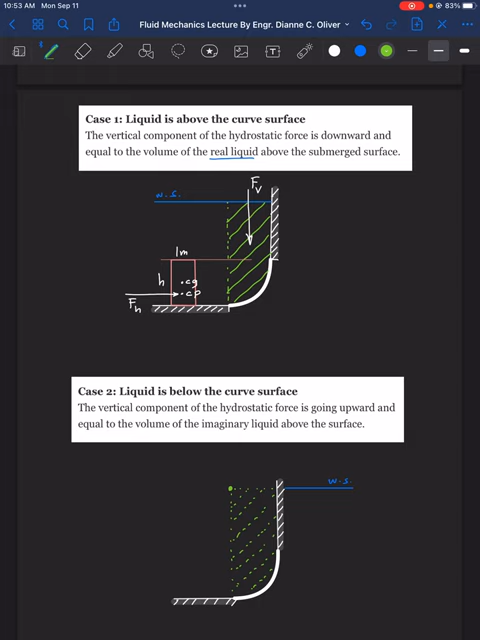 10:53 AM Mon Sep 11
83%
Fluid Mechanics Lecture By Engr. Dianne C. Oliver
Case 1: Liquid is above the curve surface
The vertical component of the hydrostatic force is downward and
equal to the volume of the real liquid above the submerged surface.
Fv
w.s.
1m
h
cg
cp
Fh
Case 2: Liquid is below the curve surface
The vertical component of the hydrostatic force is going upward and
equal to the volume of the imaginary liquid above the surface.
w.s.